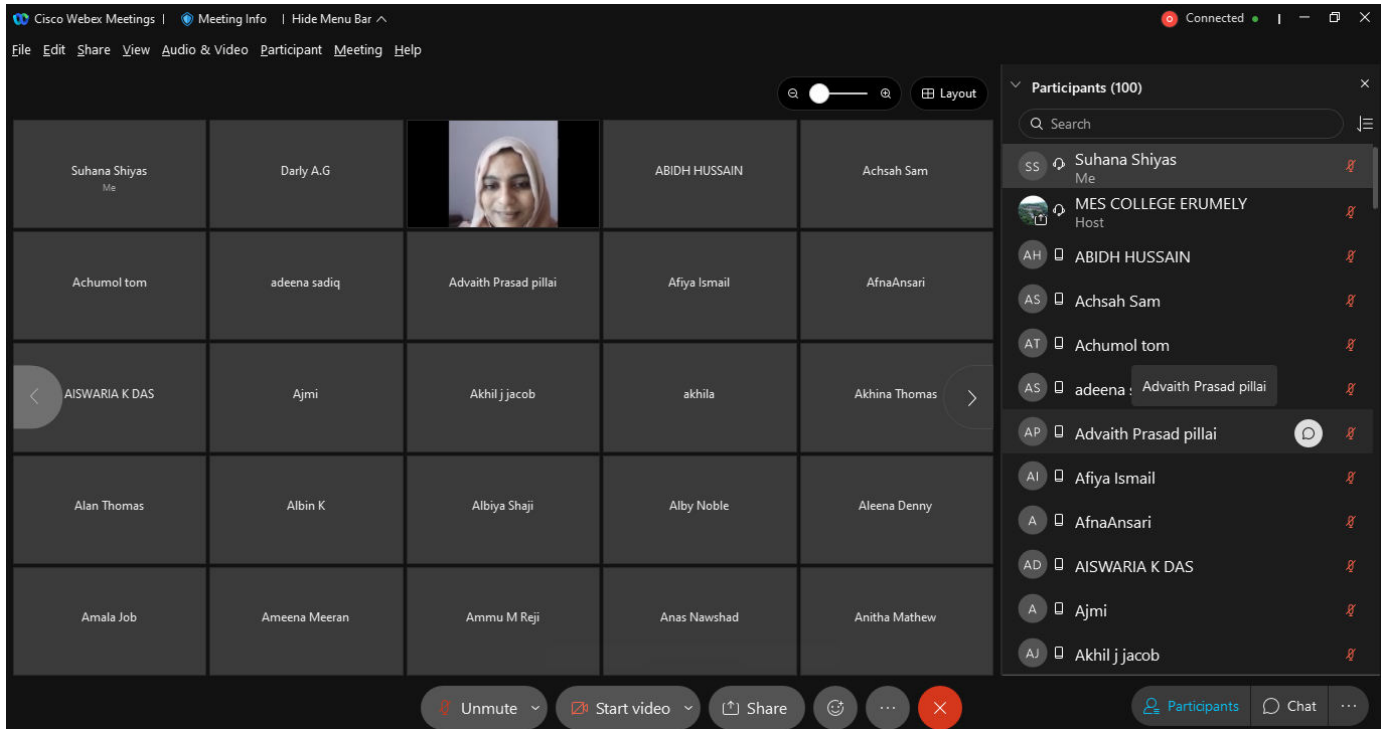 Cisco Webex Meetings | Meeting Info | Hide Menu Bar
Connected
File Edit Share View Audio & Video Participant Meeting Help
Layout
Suhana Shiyas
Me
Darly A.G
ABIDH HUSSAIN
Achsah Sam
Achumol tom
adeena sadiq
Advaith Prasad pillai
Afiya Ismail
AfnaAnsari
AISWARIA K DAS
Ajmi
Akhil j jacob
akhila
Akhina Thomas
Alan Thomas
Albin K
Albiya Shaji
Alby Noble
Aleena Denny
Amala Job
Ameena Meeran
Ammu M Reji
Anas Nawshad
Anitha Mathew
Participants (100)
Search
SS Suhana Shiyas
Me
MES COLLEGE ERUMELY
Host
AH ABIDH HUSSAIN
AS Achsah Sam
AT Achumol tom
AS adeena
Advaith Prasad pillai
AP Advaith Prasad pillai
AI Afiya Ismail
A AfnaAnsari
AD AISWARIA K DAS
A Ajmi
AJ Akhil j jacob
Unmute Start video Share
Participants Chat